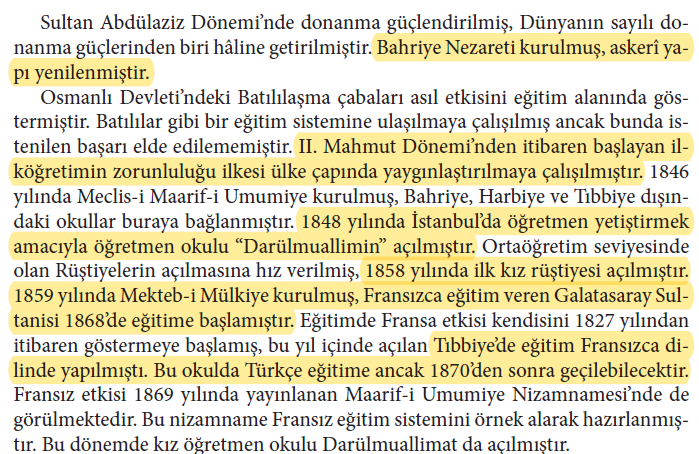 Sultan Abdülaziz Dönemi’nde donanma güçlendirilmiş, Dünyanın sayılı do-
nanma güçlerinden biri hâline getirilmiştir. Bahriye Nezareti kurulmuş, askerî ya-
pı yenilenmiştir.
Osmanlı Devleti’ndeki Batılılaşma çabaları asıl etkisini eğitim alanında gös-
termiştir. Batılılar gibi bir eğitim sistemine ulaşılmaya çalışılmış ancak bunda is-
tenilen başarı elde edilememiştir. II. Mahmut Dönemi’nden itibaren başlayan il-
köğretimin zorunluluğu ilkesi ülke çapında yaygınlaştırılmaya çalışılmıştır. 1846
yılında Meclis-i Maarif-i Umumiye kurulmuş, Bahriye, Harbiye ve Tıbbiye dışın-
daki okullar buraya bağlanmıştır. 1848 yılında İstanbul’da öğretmen yetiştirmek
amacıyla öğretmen okulu “Darülmuallimin” açılmıştır. Ortaöğretim seviyesinde
olan Rüştiyelerin açılmasına hız verilmiş, 1858 yılında ilk kız rüştiyesi açılmıştır.
1859 yılında Mekteb-i Mülkiye kurulmuş, Fransızca eğitim veren Galatasaray Sul-
tanisi 1868’de eğitime başlamıştır. Eğitimde Fransa etkisi kendisini 1827 yılından
itibaren göstermeye başlamış, bu yıl içinde açılan Tıbbiye’de eğitim Fransızca di-
linde yapılmıştı. Bu okulda Türkçe eğitime ancak 1870’den sonra geçilebilecektir.
Fransız etkisi 1869 yılında yayınlanan Maarif-i Umumiye Nizamnamesi’nde de
görülmektedir. Bu nizamname Fransız eğitim sistemini örnek alarak hazırlanmış-
tır. Bu dönemde kız öğretmen okulu Darülmuallimat da açılmıştır.